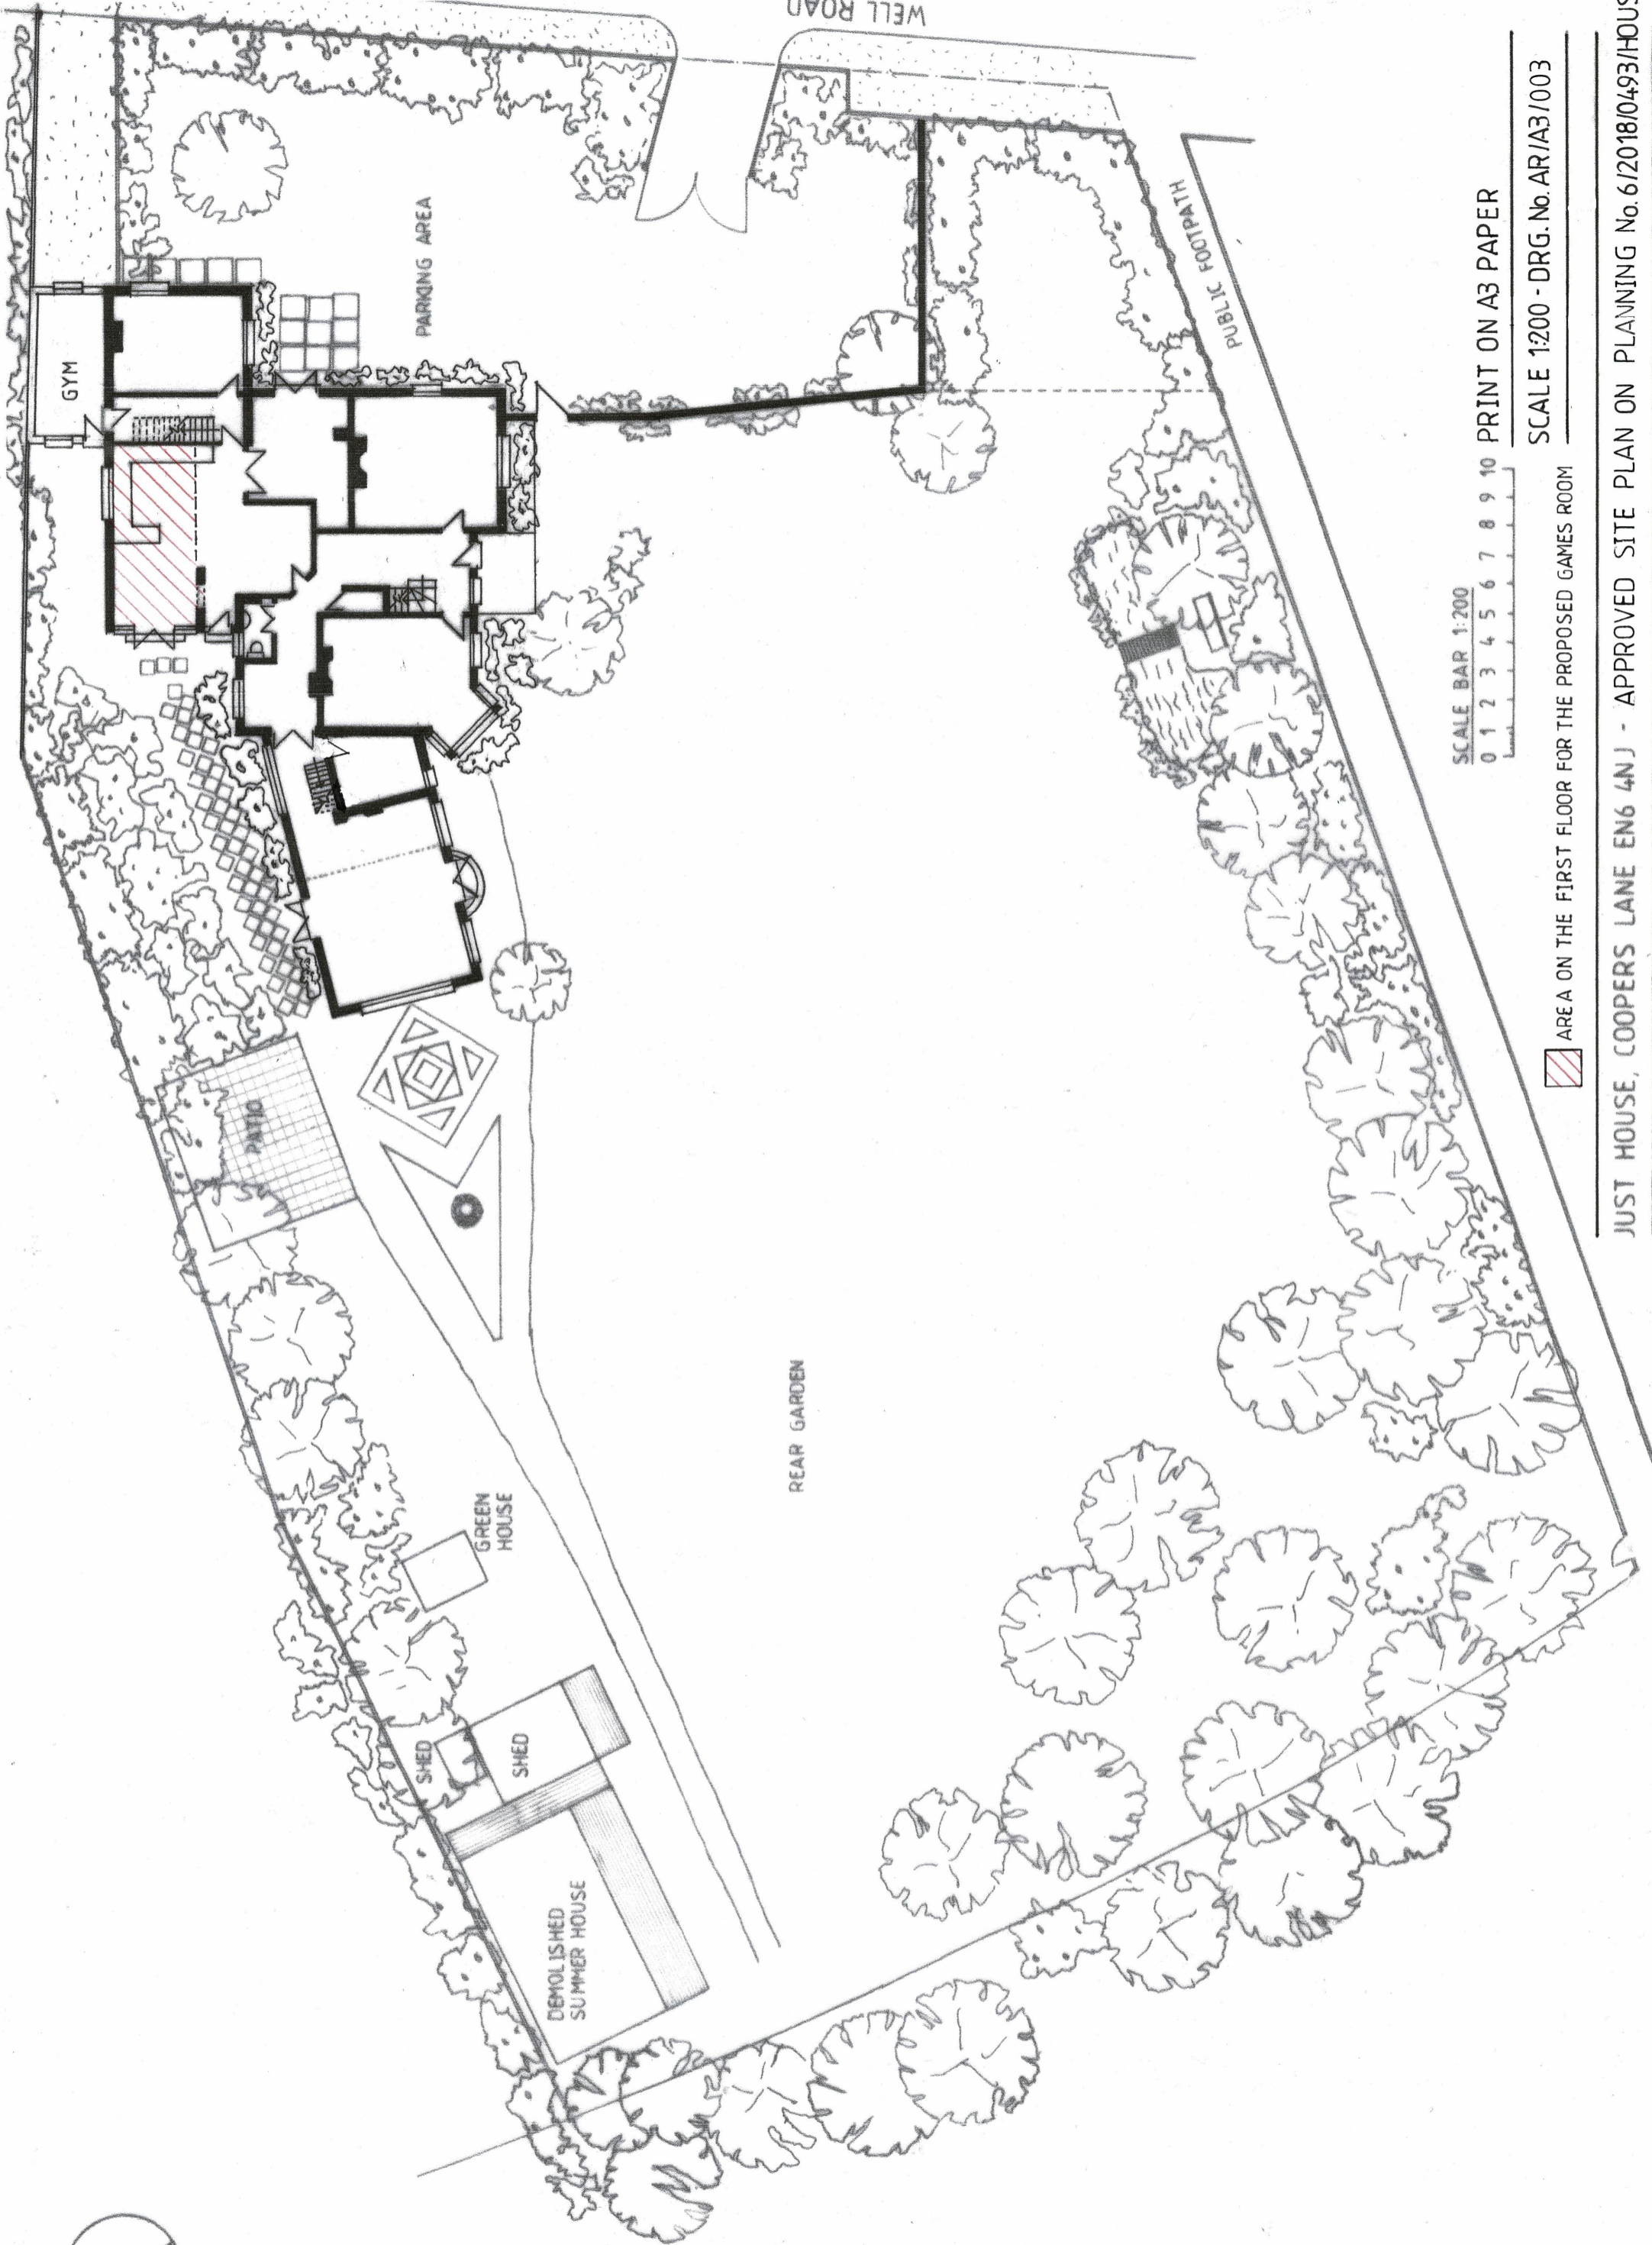 WELL ROAD
GYM
PARKING AREA
PUBLIC FOOTPATH
PATIO
REAR GARDEN
GREEN
HOUSE
SHED
SHED
DEMOLISHED
SUMMER HOUSE
SCALE BAR 1:200
0 1 2 3 4 5 6 7 8 9 10
PRINT ON A3 PAPER
SCALE 1:200 - DRG. No. AR/A3/003
AREA ON THE FIRST FLOOR FOR THE PROPOSED GAMES ROOM
JUST HOUSE, COOPERS LANE EN6 4NJ - APPROVED SITE PLAN ON PLANNING No. 6/2018/0493/HOUS